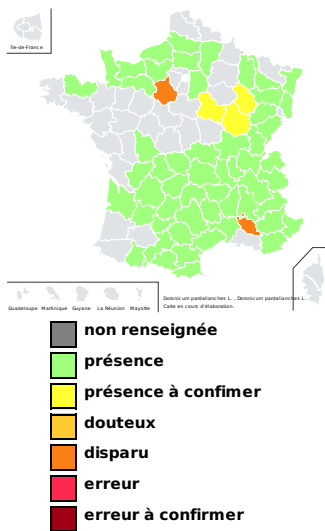 Île-de-France
Guadeloupe Martinique Guyane La Réunion Mayotte
Doronicum pardalianches L. , Doronicum pardalianches L.
Carte en cours d'élaboration.
non renseignée
présence
présence à confimer
douteux
disparu
erreur
erreur à confirmer